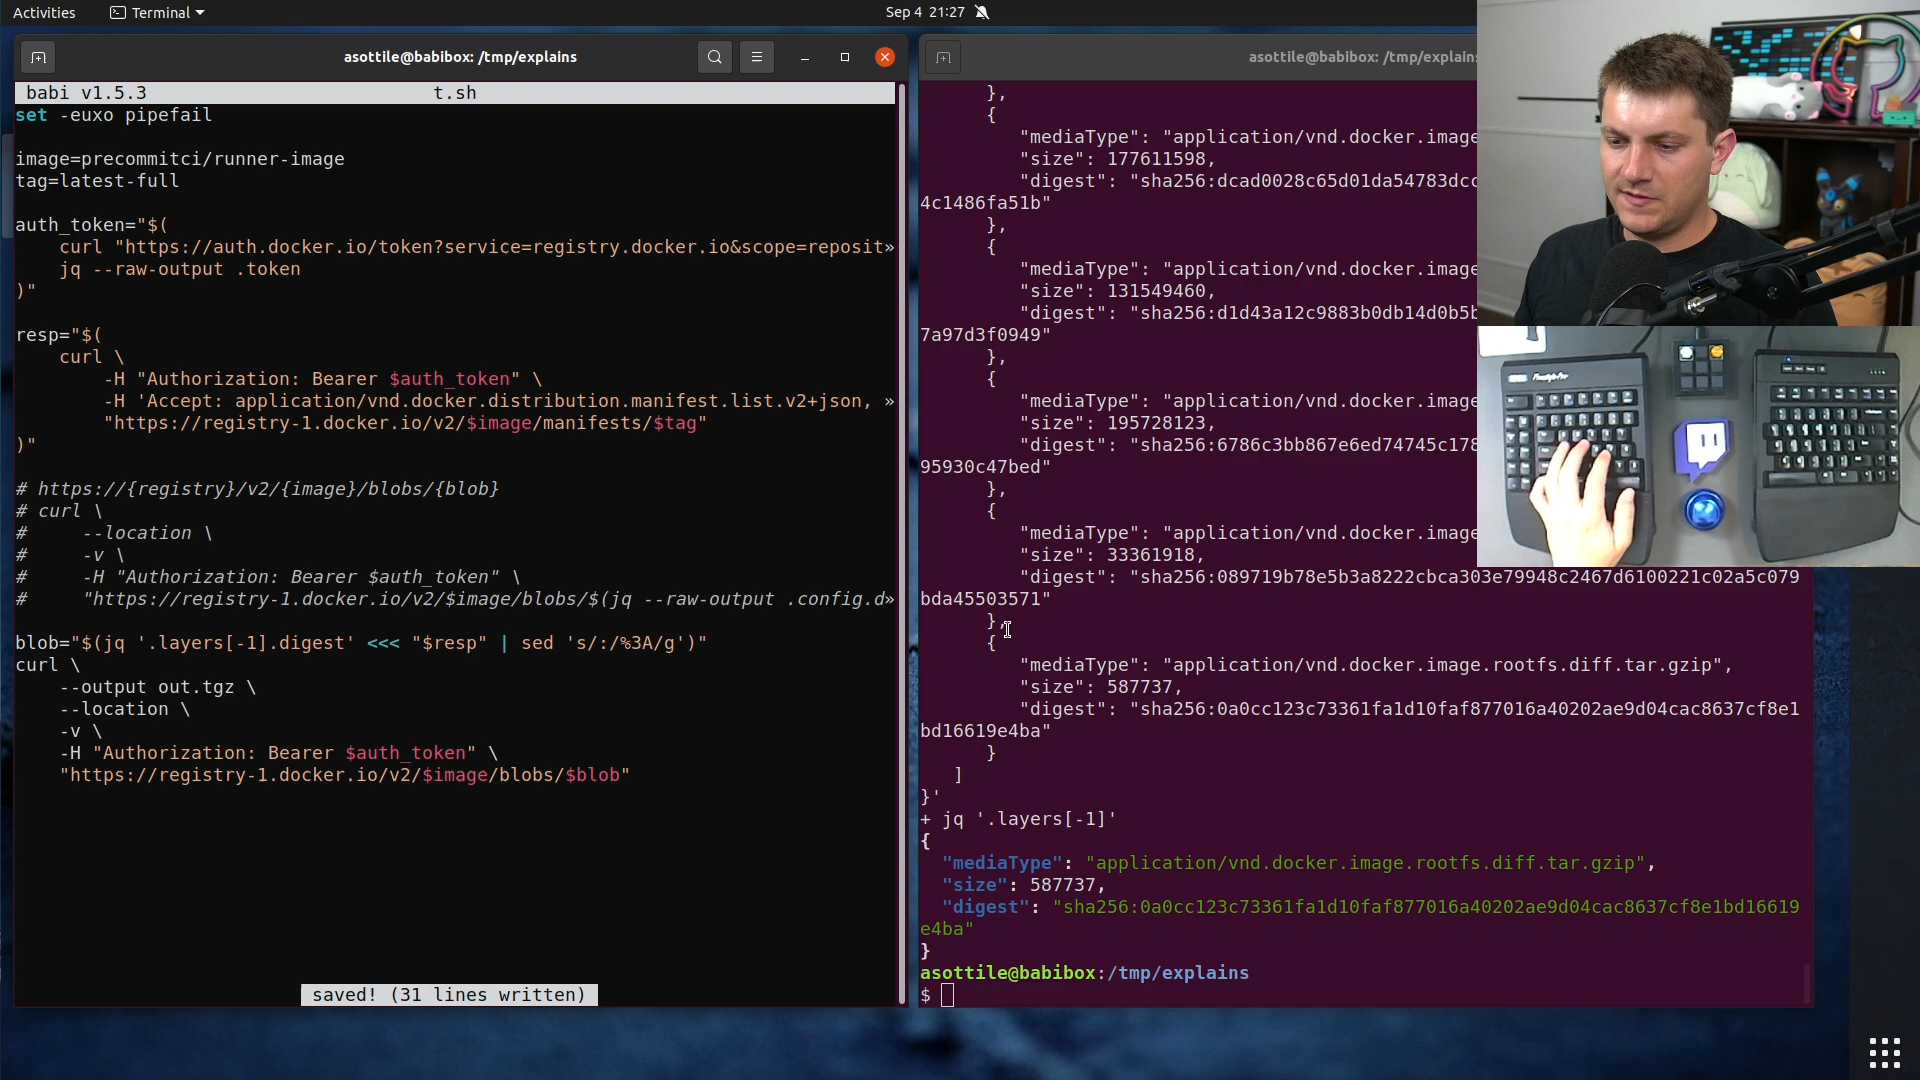 Activities
Terminal
Sep 4 21:27
asottile@babibox: /tmp/explains
babi v1.5.3 t.sh
set -euxo pipefail
image=precommitci/runner-image
tag=latest-full
auth_token="$(
curl "https://auth.docker.io/token?service=registry.docker.io&scope=reposit»
jq --raw-output .token
)"
resp="$(
curl \
-H "Authorization: Bearer $auth_token" \
-H 'Accept: application/vnd.docker.distribution.manifest.list.v2+json, »
"https://registry-1.docker.io/v2/$image/manifests/$tag"
)"
# https://{registry}/v2/{image}/blobs/{blob}
# curl \
#     --location \
#     -v \
#     -H "Authorization: Bearer $auth_token" \
#     "https://registry-1.docker.io/v2/$image/blobs/$(jq --raw-output .config.d»
blob="$(jq '.layers[-1].digest' <<< "$resp" | sed 's/:/%3A/g')"
curl \
--output out.tgz \
--location \
-v \
-H "Authorization: Bearer $auth_token" \
"https://registry-1.docker.io/v2/$image/blobs/$blob"
saved! (31 lines written)
asottile@babibox: /tmp/explains
},
{
"mediaType": "application/vnd.docker.image
"size": 177611598,
"digest": "sha256:dcad0028c65d01da54783dcc
4c1486fa51b"
},
{
"mediaType": "application/vnd.docker.image
"size": 131549460,
"digest": "sha256:d1d43a12c9883b0db14d0b5b
7a97d3f0949"
},
{
"mediaType": "application/vnd.docker.image
"size": 195728123,
"digest": "sha256:6786c3bb867e6ed74745c178
95930c47bed"
},
{
"mediaType": "application/vnd.docker.image
"size": 33361918,
"digest": "sha256:089719b78e5b3a8222cbca303e79948c2467d6100221c02a5c079
bda45503571"
},
{
"mediaType": "application/vnd.docker.image.rootfs.diff.tar.gzip",
"size": 587737,
"digest": "sha256:0a0cc123c73361fa1d10faf877016a40202ae9d04cac8637cf8e1
bd16619e4ba"
}
]
}'
+ jq '.layers[-1]'
{
"mediaType": "application/vnd.docker.image.rootfs.diff.tar.gzip",
"size": 587737,
"digest": "sha256:0a0cc123c73361fa1d10faf877016a40202ae9d04cac8637cf8e1bd16619
e4ba"
}
asottile@babibox:/tmp/explains
$